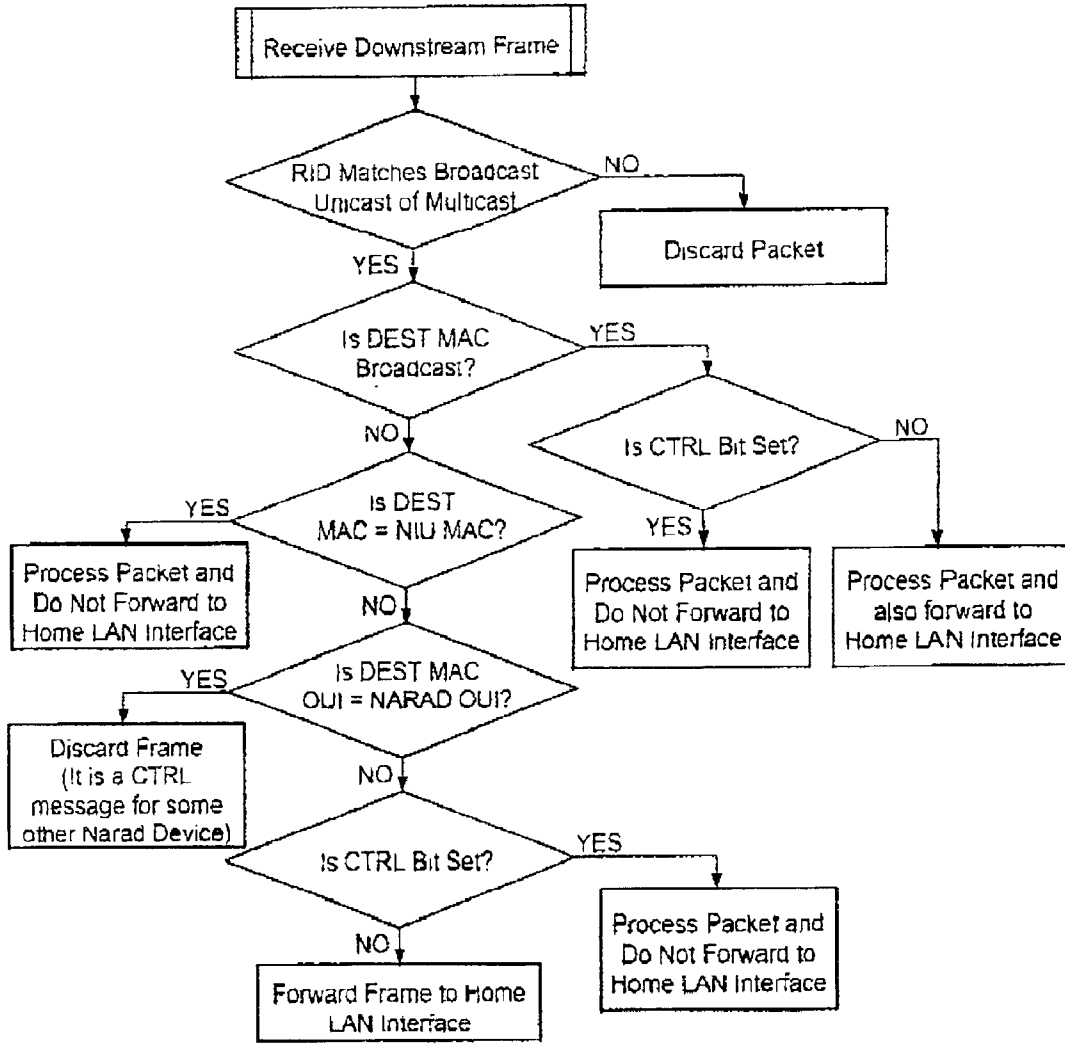 Receive Downstream Frame
RID Matches Broadcast
Unicast of Multicast
NO
Discard Packet
YES
Is DEST MAC
Broadcast?
YES
NO
Is CTRL Bit Set?
NO
YES
Is DEST
MAC = NIU MAC?
YES
Process Packet and
Do Not Forward to
Home LAN Interface
Process Packet and
Do Not Forward to
Home LAN Interface
Process Packet and
also forward to
Home LAN Interface
NO
Is DEST MAC
OUI = NARAD OUI?
YES
Discard Frame
(It is a CTRL
message for some
other Narad Device)
NO
Is CTRL Bit Set?
YES
Process Packet and
Do Not Forward to
Home LAN Interface
NO
Forward Frame to Home
LAN Interface